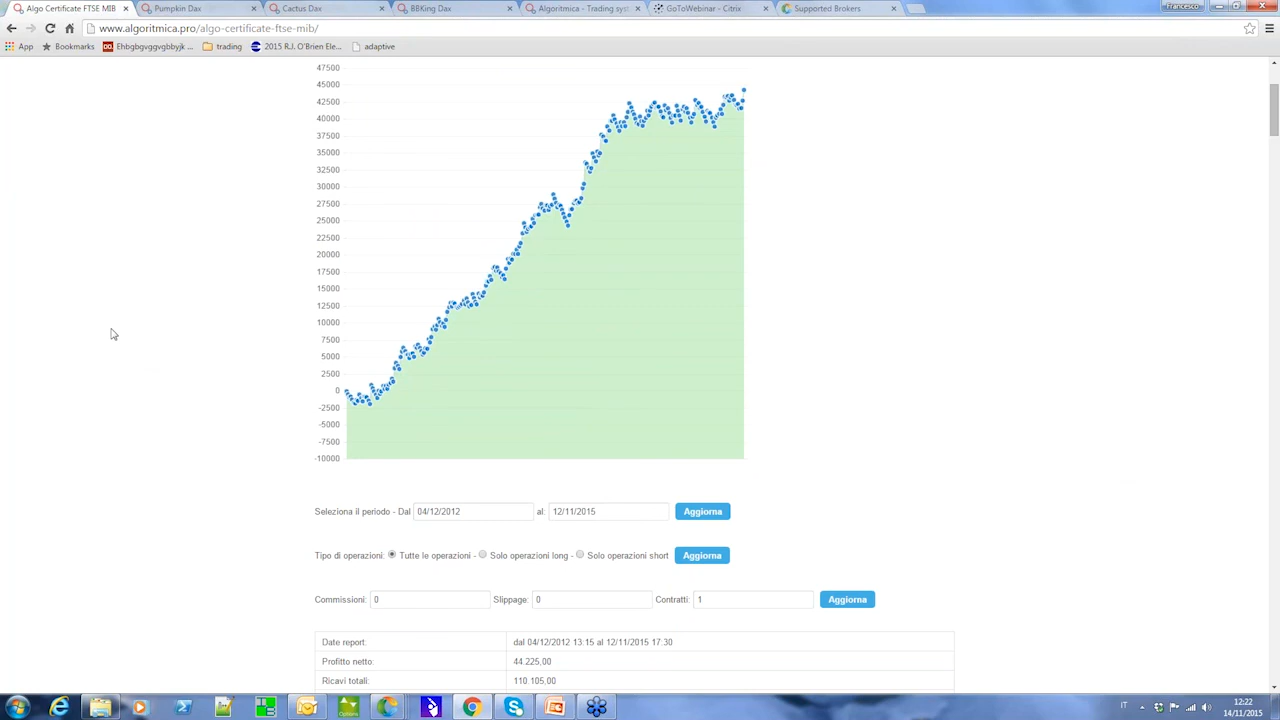 Algo Certificate FTSE MIB
Pumpkin Dax
Cactus Dax
BBKing Dax
Algoritmica - Trading sys
GoToWebinar - Citrix
Supported Brokers
Francesco
www.algoritmica.pro/algo-certificate-ftse-mib/
App
Bookmarks
Ehbgbgvggvgbbyjk ...
trading
2015 R.J. O'Brien Ele...
adaptive
47500
45000
42500
40000
37500
35000
32500
30000
27500
25000
22500
20000
17500
15000
12500
10000
7500
5000
2500
0
-2500
-5000
-7500
-10000
Seleziona il periodo - Dal 04/12/2012 al: 12/11/2015 Aggiorna
Tipo di operazioni: Tutte le operazioni - Solo operazioni long - Solo operazioni short Aggiorna
Commissioni: 0 Slippage: 0 Contratti: 1 Aggiorna
Date report: dal 04/12/2012 13:15 al 12/11/2015 17:30
Profitto netto: 44.225,00
Ricavi totali: 110.105,00
Options
IT
12:22
14/11/2015